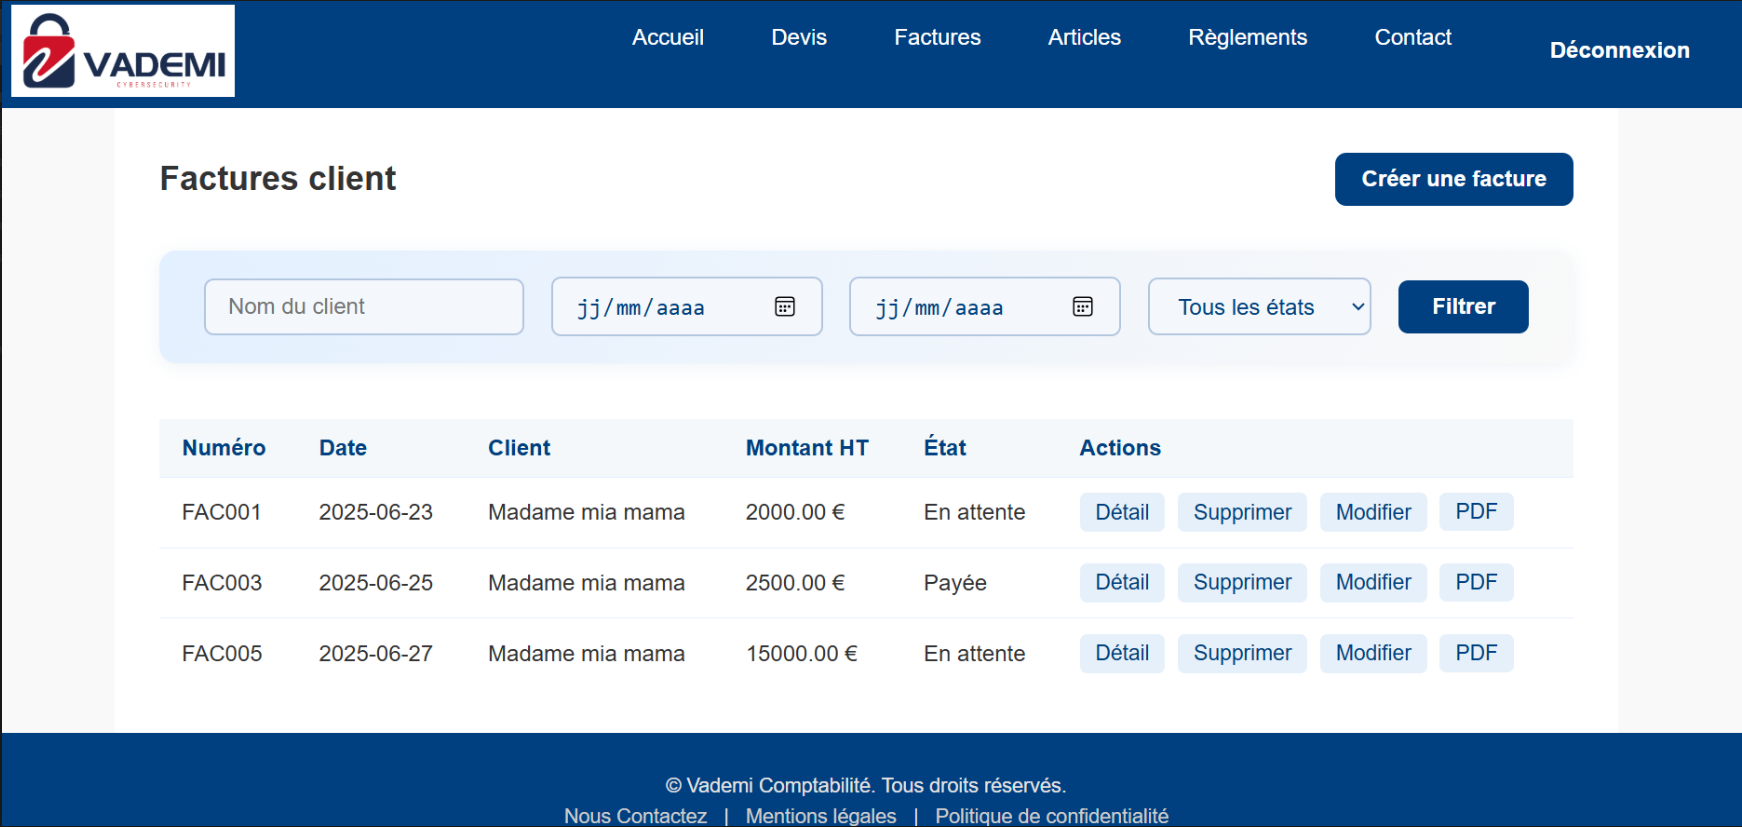 VADEMI
CYBERSECURITY
Accueil Devis Factures Articles Règlements Contact Déconnexion
Factures client Créer une facture
Nom du client jj/mm/aaaa jj/mm/aaaa Tous les états Filtrer
Numéro Date Client Montant HT État Actions
FAC001 2025-06-23 Madame mia mama 2000.00 € En attente Détail Supprimer Modifier PDF
FAC003 2025-06-25 Madame mia mama 2500.00 € Payée Détail Supprimer Modifier PDF
FAC005 2025-06-27 Madame mia mama 15000.00 € En attente Détail Supprimer Modifier PDF
© Vademi Comptabilité. Tous droits réservés.
Nous Contactez | Mentions légales | Politique de confidentialité